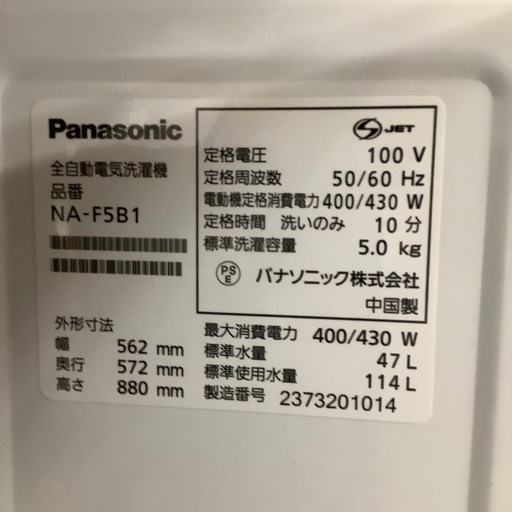 Panasonic
全自動電気洗濯機
品番
NA-F5B1
外形寸法
幅 562 mm
奥行 572 mm
高さ 880 mm
S JET
定格電圧 100 V
定格周波数 50/60 Hz
電動機定格消費電力 400/430 W
定格時間 洗いのみ 10 分
標準洗濯容量 5.0 kg
PS E パナソニック株式会社
中国製
最大消費電力 400/430 W
標準水量 47 L
標準使用水量 114 L
製造番号 2373201014